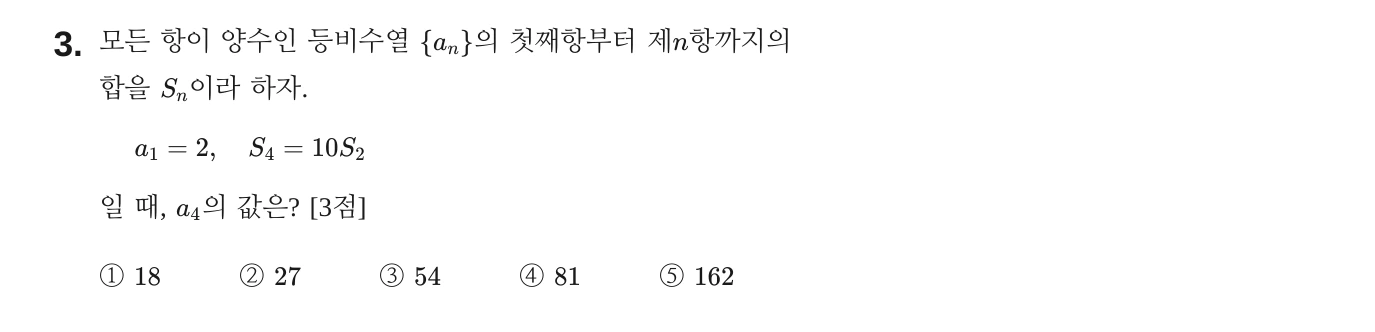 3. 모든 항이 양수인 등비수열 {aₙ}의 첫째항부터 제n항까지의
합을 Sₙ이라 하자.
a₁ = 2, S₄ = 10S₂
일 때, a₄의 값은? [3점]
① 18 ② 27 ③ 54 ④ 81 ⑤ 162